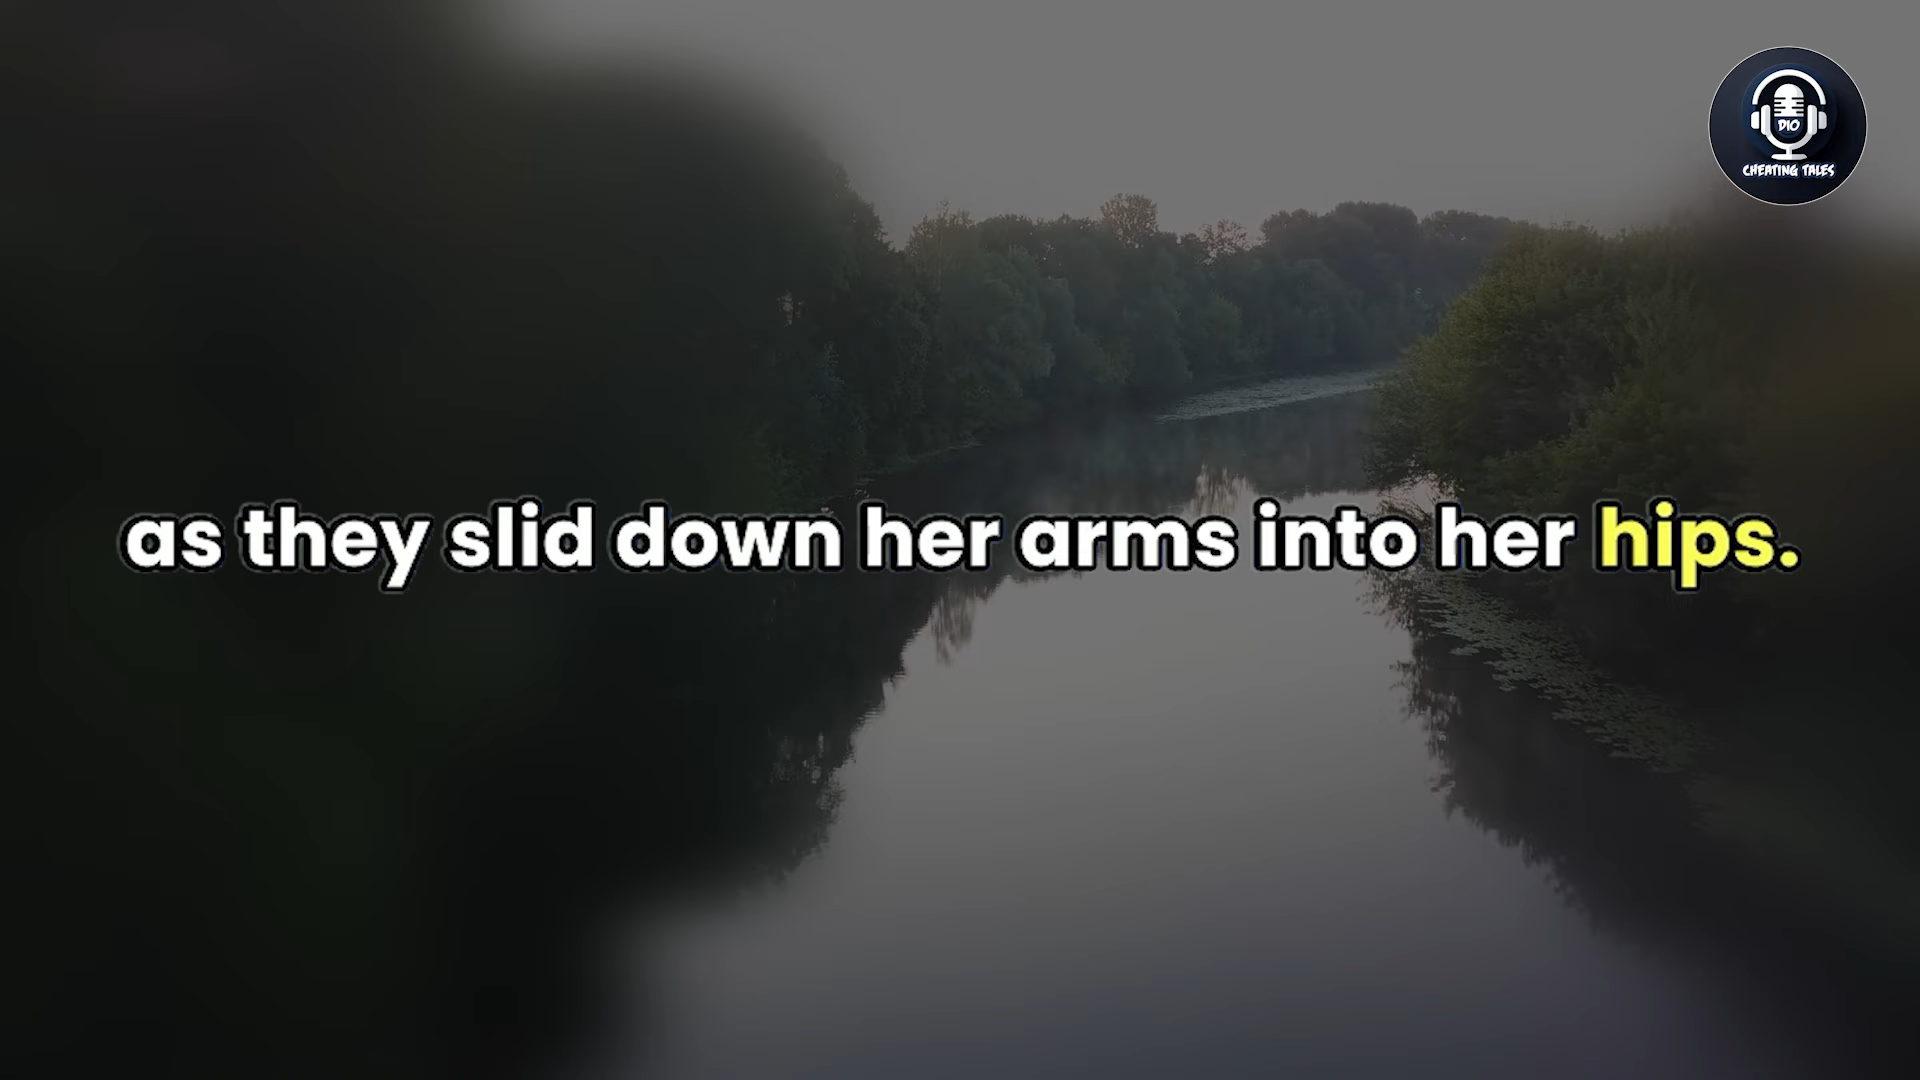 DIO
CHEATING TALES
as they slid down her arms into her hips.